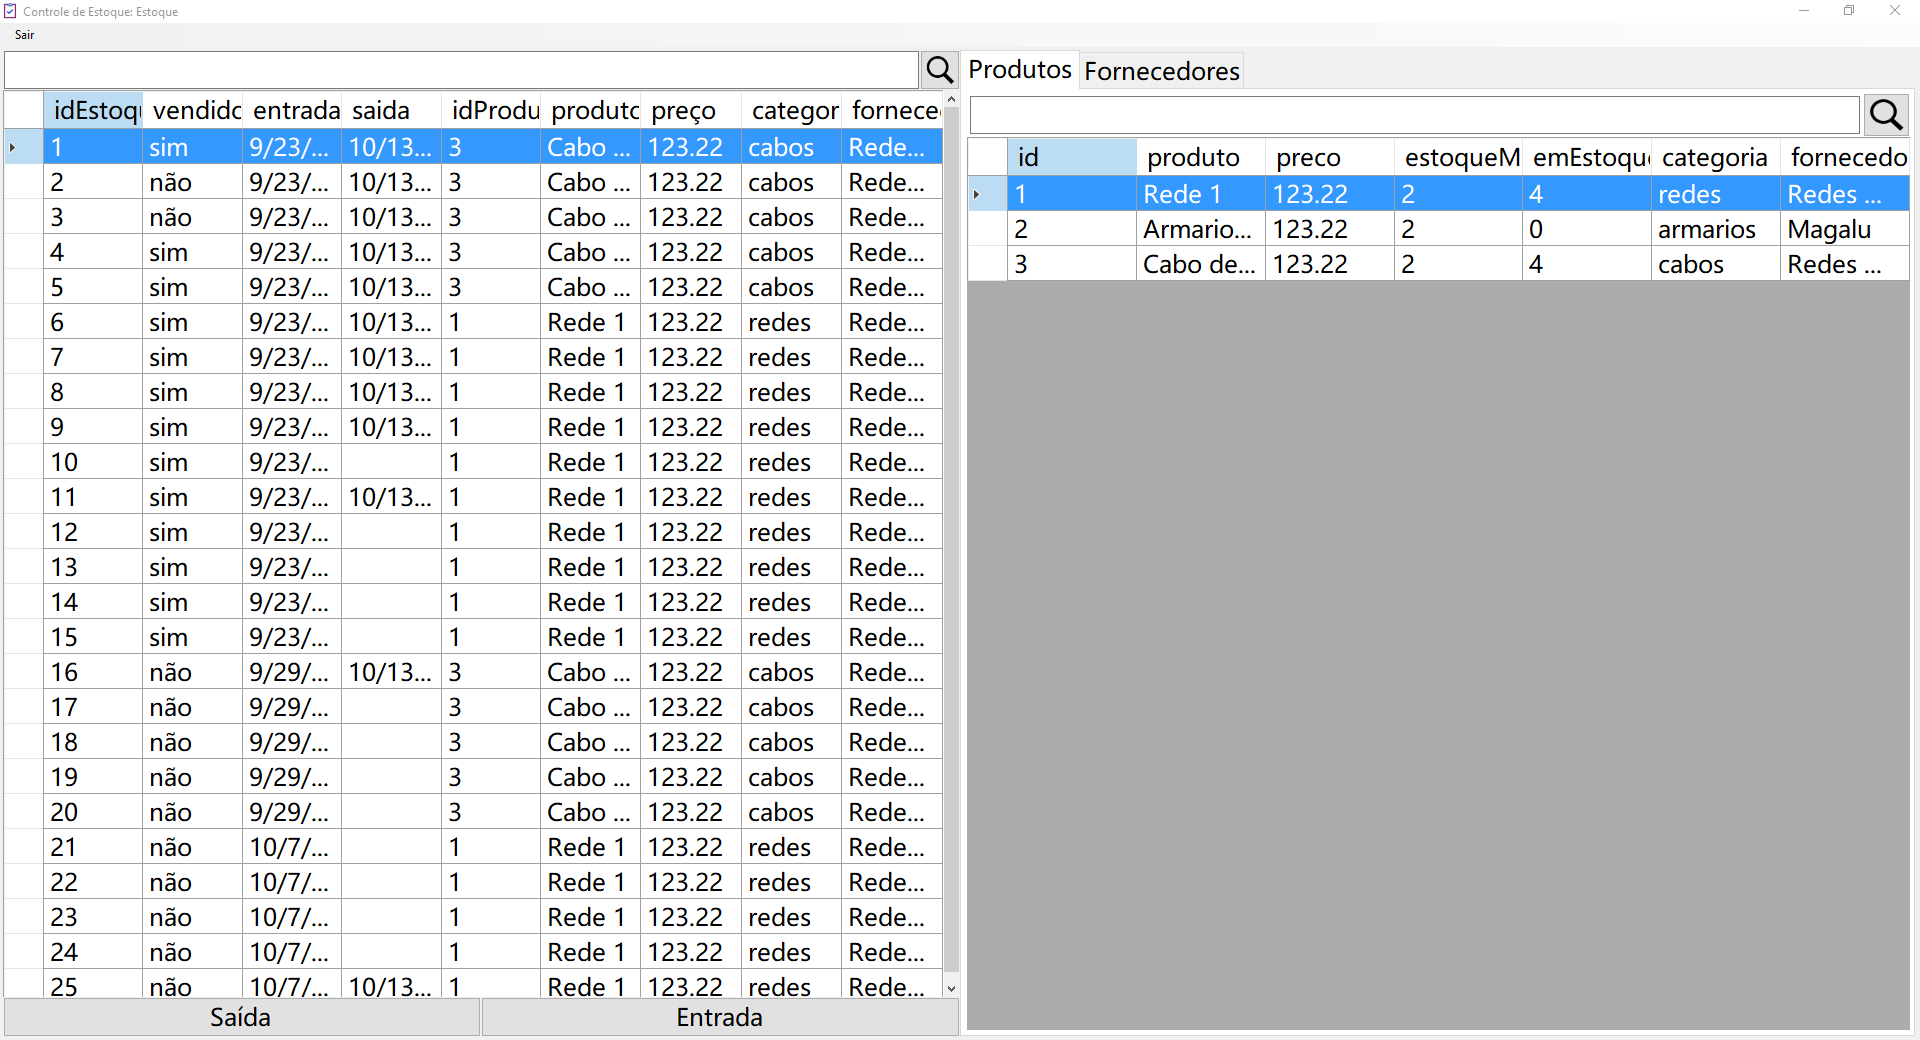 Controle de Estoque: Estoque
Sair
idEstoqu vendido entrada saida idProdu produto preço categor fornece
1 sim 9/23/... 10/13... 3 Cabo ... 123.22 cabos Rede...
2 não 9/23/... 10/13... 3 Cabo ... 123.22 cabos Rede...
3 não 9/23/... 10/13... 3 Cabo ... 123.22 cabos Rede...
4 sim 9/23/... 10/13... 3 Cabo ... 123.22 cabos Rede...
5 sim 9/23/... 10/13... 3 Cabo ... 123.22 cabos Rede...
6 sim 9/23/... 10/13... 1 Rede 1 123.22 redes Rede...
7 sim 9/23/... 10/13... 1 Rede 1 123.22 redes Rede...
8 sim 9/23/... 10/13... 1 Rede 1 123.22 redes Rede...
9 sim 9/23/... 10/13... 1 Rede 1 123.22 redes Rede...
10 sim 9/23/... 1 Rede 1 123.22 redes Rede...
11 sim 9/23/... 10/13... 1 Rede 1 123.22 redes Rede...
12 sim 9/23/... 1 Rede 1 123.22 redes Rede...
13 sim 9/23/... 1 Rede 1 123.22 redes Rede...
14 sim 9/23/... 1 Rede 1 123.22 redes Rede...
15 sim 9/23/... 1 Rede 1 123.22 redes Rede...
16 não 9/29/... 10/13... 3 Cabo ... 123.22 cabos Rede...
17 não 9/29/... 3 Cabo ... 123.22 cabos Rede...
18 não 9/29/... 3 Cabo ... 123.22 cabos Rede...
19 não 9/29/... 3 Cabo ... 123.22 cabos Rede...
20 não 9/29/... 3 Cabo ... 123.22 cabos Rede...
21 não 10/7/... 1 Rede 1 123.22 redes Rede...
22 não 10/7/... 1 Rede 1 123.22 redes Rede...
23 não 10/7/... 1 Rede 1 123.22 redes Rede...
24 não 10/7/... 1 Rede 1 123.22 redes Rede...
25 não 10/7/... 10/13... 1 Rede 1 123.22 redes Rede...
Saída Entrada
Produtos Fornecedores
id produto preco estoqueM emEstoqu categoria fornecedo
1 Rede 1 123.22 2 4 redes Redes ...
2 Armario... 123.22 2 0 armarios Magalu
3 Cabo de... 123.22 2 4 cabos Redes ...